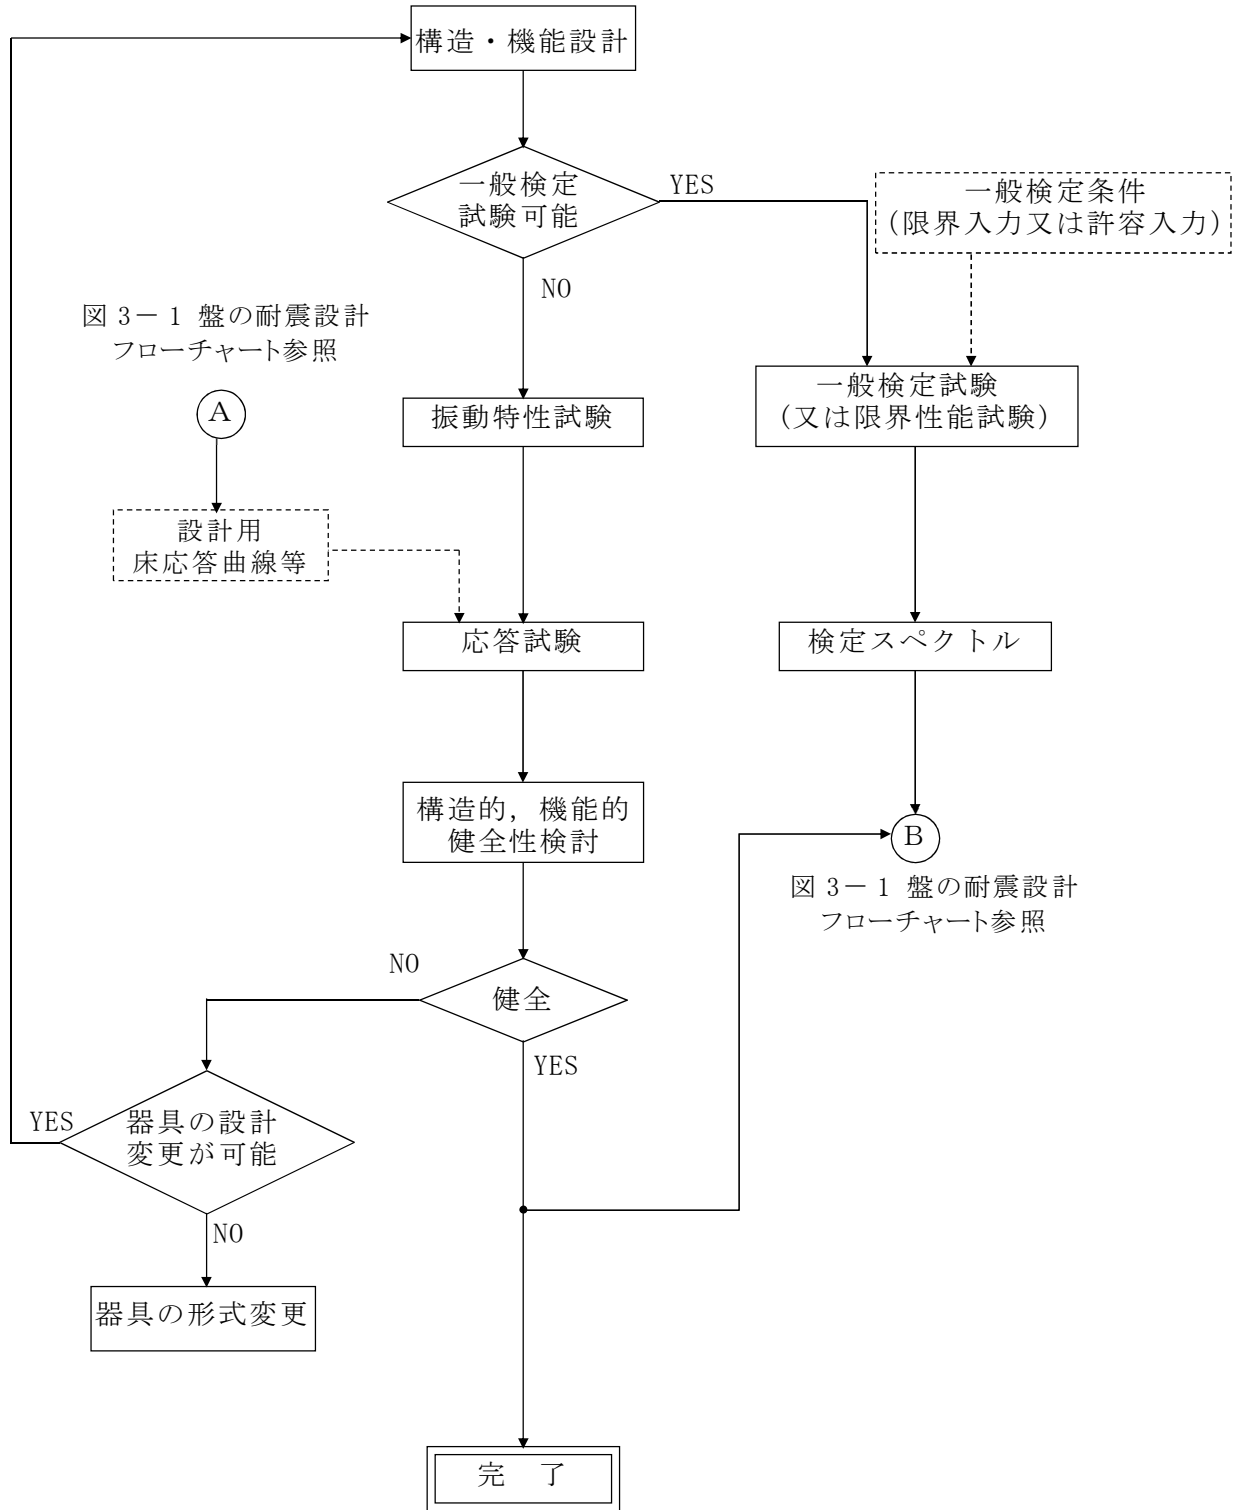 構造・機能設計
一般検定
試験可能
YES
一般検定条件
(限界入力又は許容入力)
NO
図 3－1 盤の耐震設計
フローチャート参照
A
一般検定試験
(又は限界性能試験)
振動特性試験
設計用
床応答曲線等
応答試験
検定スペクトル
構造的, 機能的
健全性検討
B
図 3－1 盤の耐震設計
フローチャート参照
NO
健全
YES
YES
器具の設計
変更が可能
NO
器具の形式変更
完 了